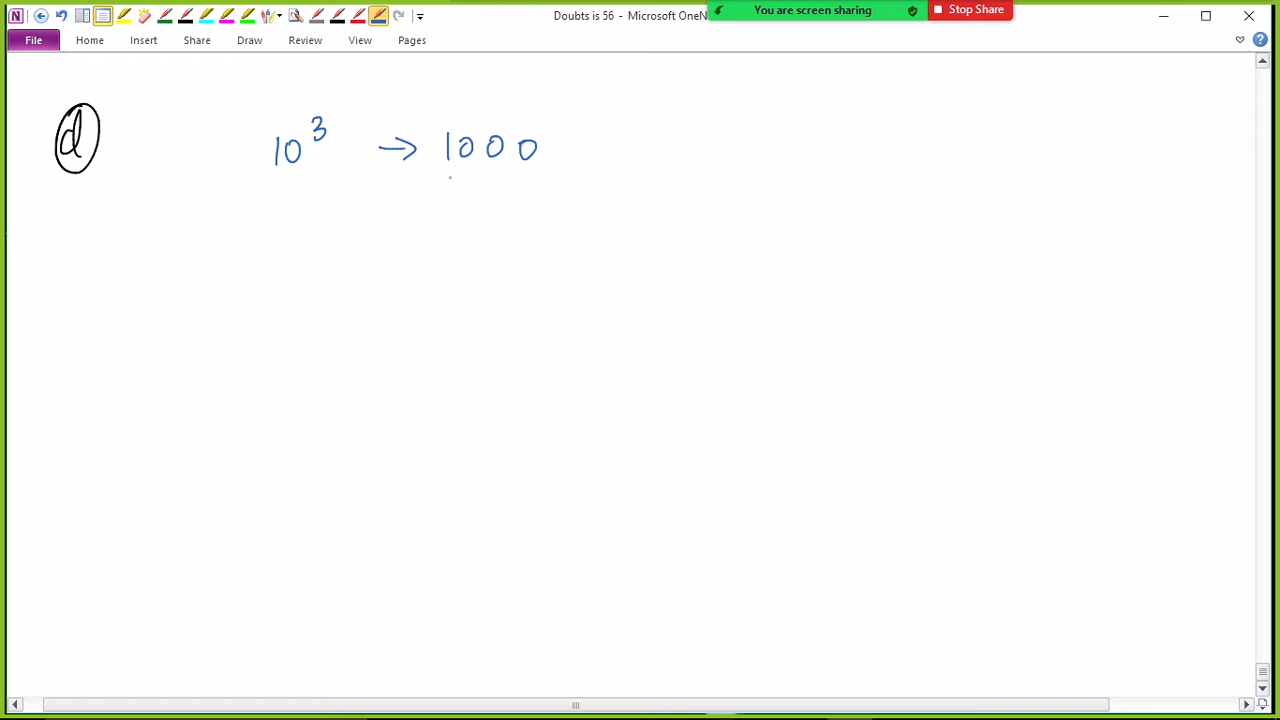 Doubts is 56 - Microsoft OneN
You are screen sharing
Stop Share
File Home Insert Share Draw Review View Pages
d 10³ → 1000